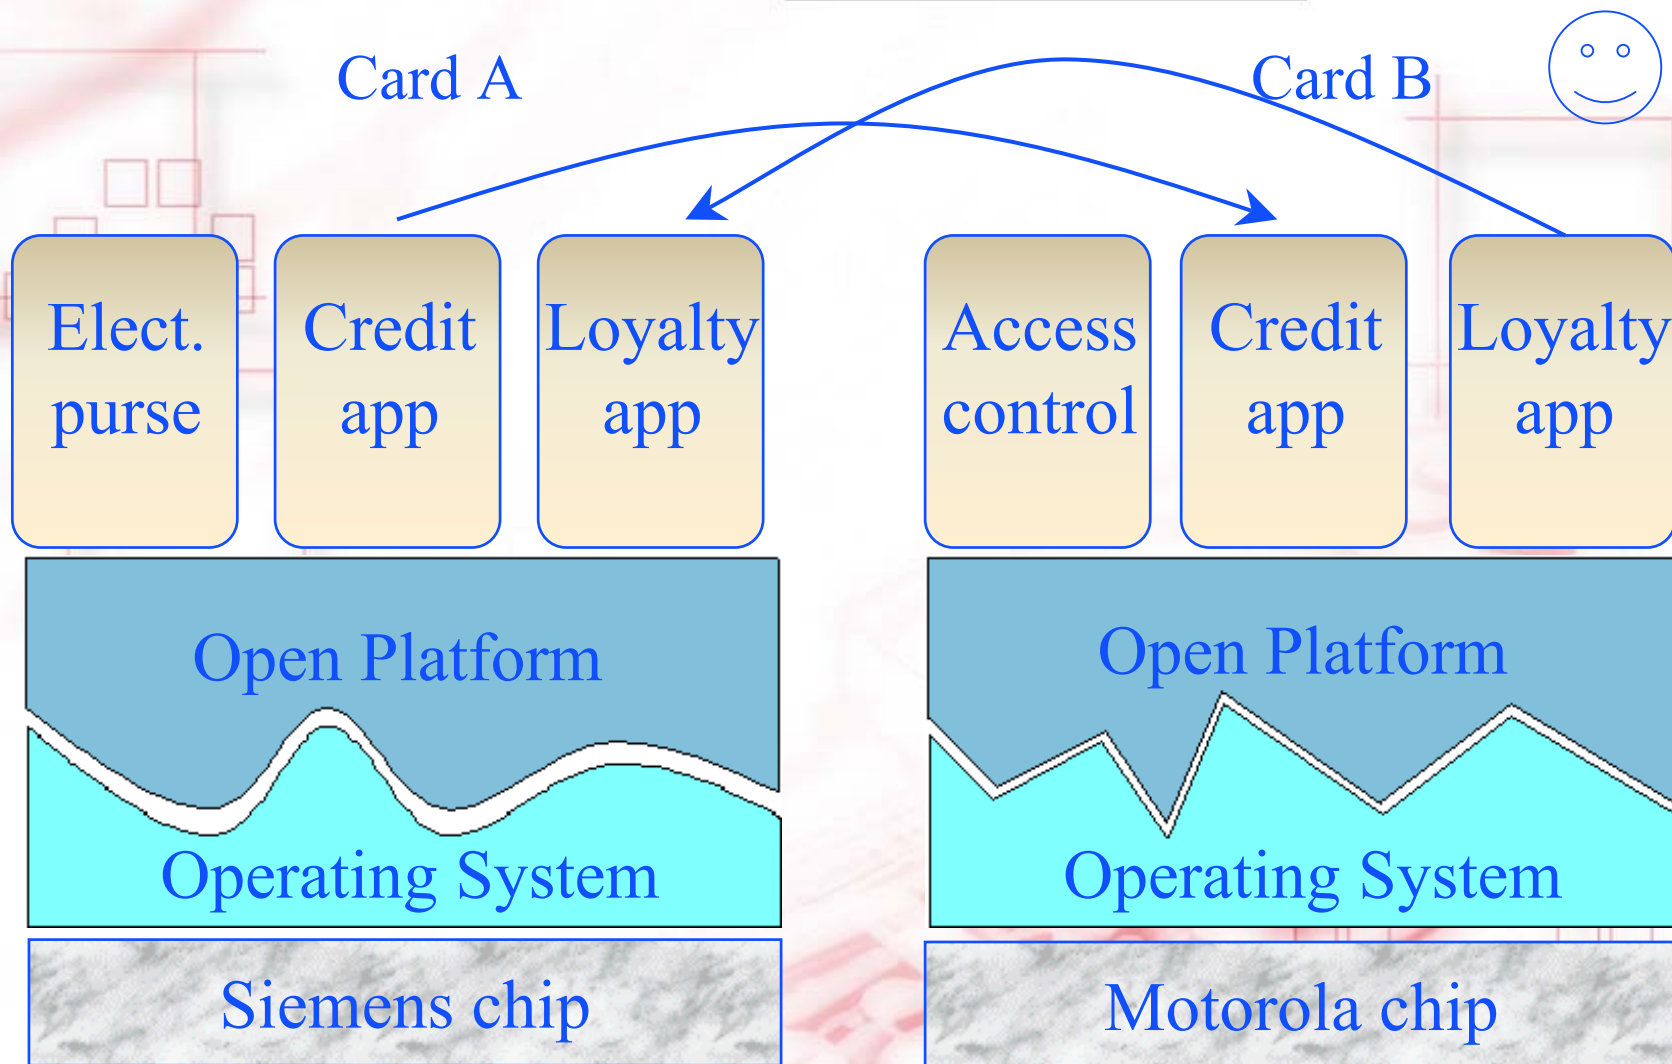 Card A
Card B
Elect.
purse
Credit
app
Loyalty
app
Access
control
Credit
app
Loyalty
app
Open Platform
Operating System
Siemens chip
Open Platform
Operating System
Motorola chip